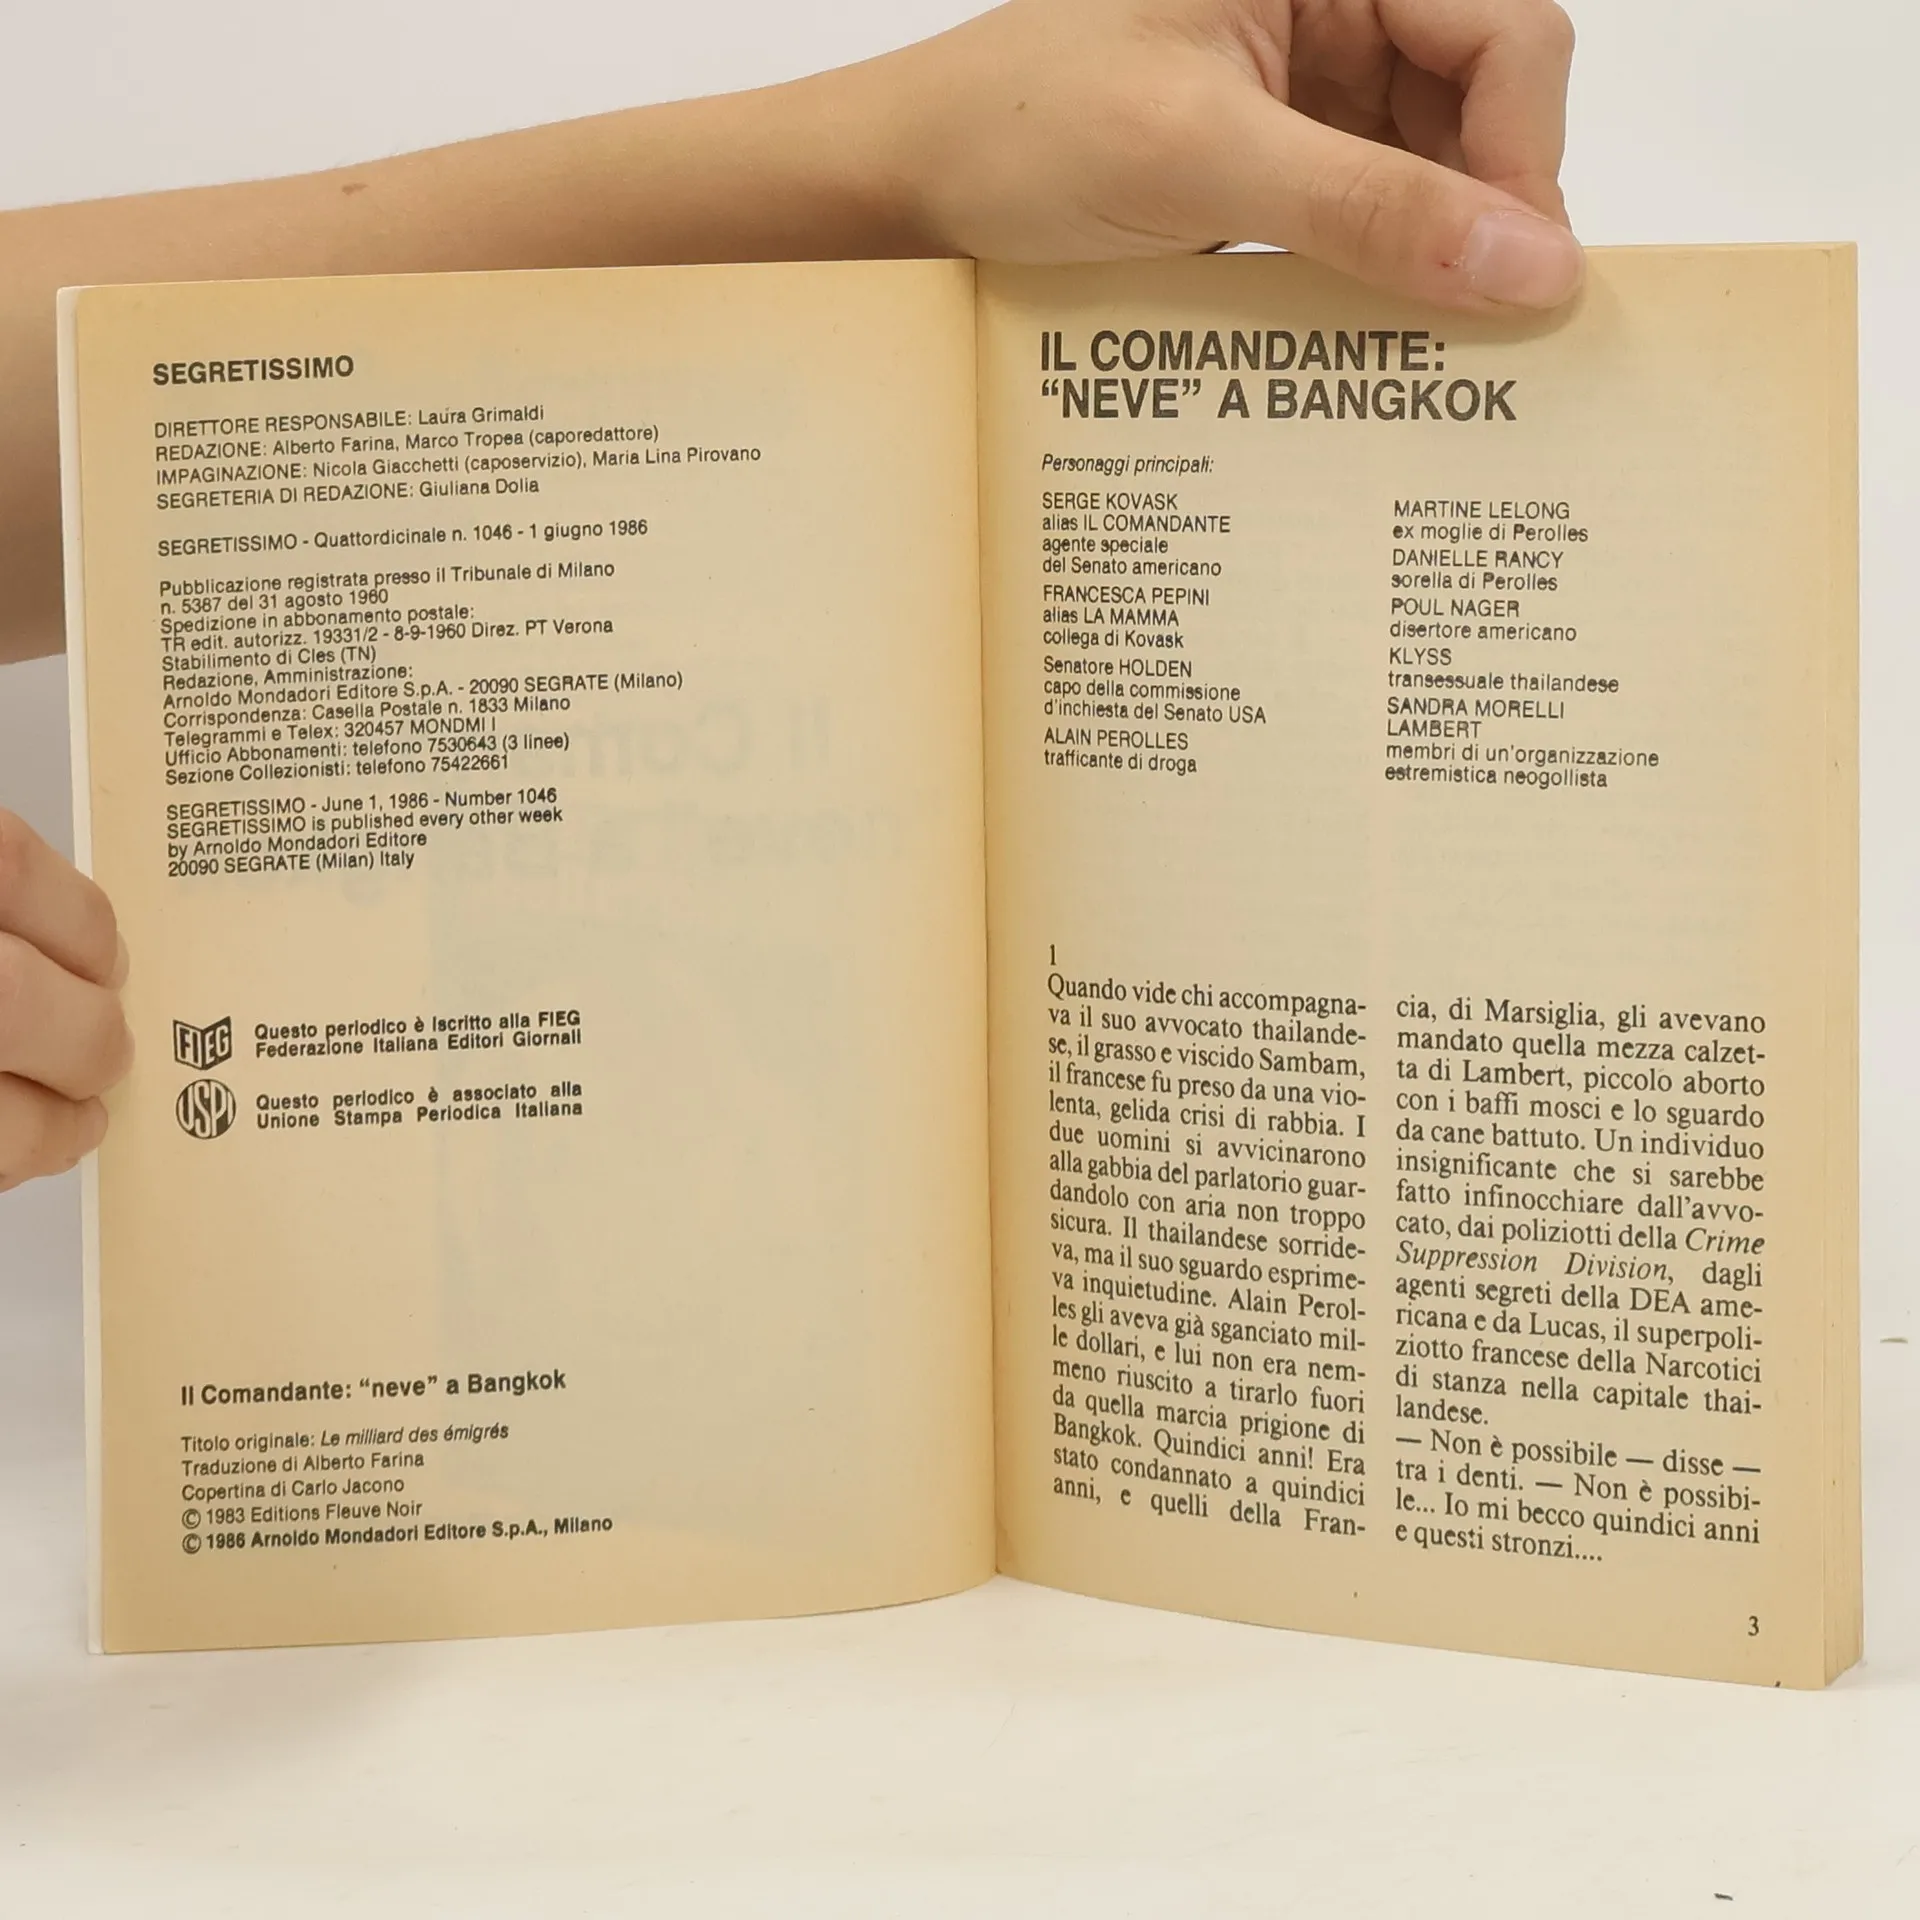 SEGRETISSIMO
DIRETTORE RESPONSABILE: Laura Grimaldi
REDAZIONE: Alberto Farina, Marco Tropea (caporedattore)
IMPAGINAZIONE: Nicola Giacchetti (caposervizio), Maria Lina Pirovano
SEGRETERIA DI REDAZIONE: Giuliana Dolia
SEGRETISSIMO - Quattordicinale n. 1046 - 1 giugno 1986
Pubblicazione registrata presso il Tribunale di Milano
n. 5387 del 31 agosto 1960
Spedizione in abbonamento postale:
TR edit. autorizz. 19331/2 - 8-9-1960 Direz. PT Verona
Stabilimento di Cles (TN)
Redazione, Amministrazione:
Arnoldo Mondadori Editore S.p.A. - 20090 SEGRATE (Milano)
Corrispondenza: Casella Postale n. 1833 Milano
Telegrammi e Telex: 320457 MONDMI I
Ufficio Abbonamenti: telefono 7530643 (3 linee)
Sezione Collezionisti: telefono 75422661
SEGRETISSIMO - June 1, 1986 - Number 1046
SEGRETISSIMO is published every other week
by Arnoldo Mondadori Editore
20090 SEGRATE (Milan) Italy
FIEG
Questo periodico è iscritto alla FIEG
Federazione Italiana Editori Giornali
USPI
Questo periodico è associato alla
Unione Stampa Periodica Italiana
Il Comandante: “neve” a Bangkok
Titolo originale: Le milliard des émigrés
Traduzione di Alberto Farina
Copertina di Carlo Jacono
© 1983 Editions Fleuve Noir
© 1986 Arnoldo Mondadori Editore S.p.A., Milano
IL COMANDANTE:
“NEVE” A BANGKOK
Personaggi principali:
SERGE KOVASK
alias IL COMANDANTE
agente speciale
del Senato americano
FRANCESCA PEPINI
alias LA MAMMA
collega di Kovask
Senatore HOLDEN
capo della commissione
d'inchiesta del Senato USA
ALAIN PEROLLES
trafficante di droga
MARTINE LELONG
ex moglie di Perolles
DANIELLE RANCY
sorella di Perolles
POUL NAGER
disertore americano
KLYSS
transessuale thailandese
SANDRA MORELLI
LAMBERT
membri di un'organizzazione
estremistica neogollista
1
Quando vide chi accompagna-
va il suo avvocato thailande-
se, il grasso e viscido Sambam,
il francese fu preso da una vio-
lenta, gelida crisi di rabbia. I
due uomini si avvicinarono
alla gabbia del parlatorio guar-
dandolo con aria non troppo
sicura. Il thailandese sorride-
va, ma il suo sguardo esprime-
va inquietudine. Alain Perol-
les gli aveva già sganciato mil-
le dollari, e lui non era nem-
meno riuscito a tirarlo fuori
da quella marcia prigione di
Bangkok. Quindici anni! Era
stato condannato a quindici
anni, e quelli della Fran-
cia, di Marsiglia, gli avevano
mandato quella mezza calzet-
ta di Lambert, piccolo aborto
con i baffi mosci e lo sguardo
da cane battuto. Un individuo
insignificante che si sarebbe
fatto infinocchiare dall'avvo-
cato, dai poliziotti della Crime
Suppression Division, dagli
agenti segreti della DEA ame-
ricana e da Lucas, il superpoli-
ziotto francese della Narcotici
di stanza nella capitale thai-
landese.
— Non è possibile — disse —
tra i denti. — Non è possibi-
le... Io mi becco quindici anni
e questi stronzi....
3